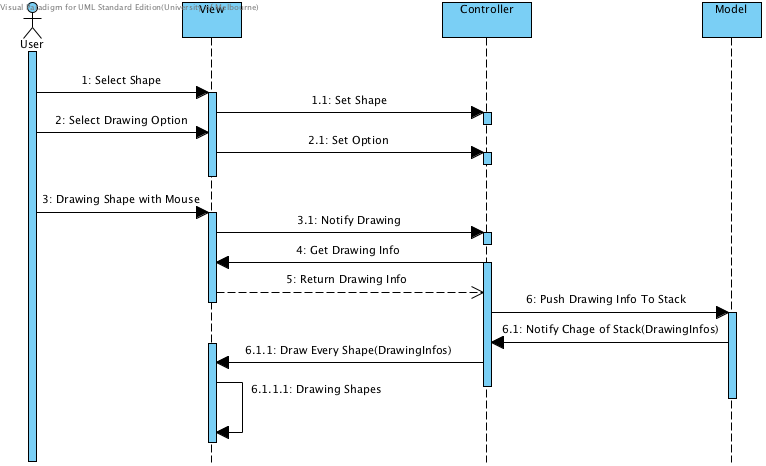 Visual Paradigm for UML Standard Edition(University of Melbourne)
View
Controller
Model
User
1: Select Shape
1.1: Set Shape
2: Select Drawing Option
2.1: Set Option
3: Drawing Shape with Mouse
3.1: Notify Drawing
4: Get Drawing Info
5: Return Drawing Info
6: Push Drawing Info To Stack
6.1: Notify Chage of Stack(DrawingInfos)
6.1.1: Draw Every Shape(DrawingInfos)
6.1.1.1: Drawing Shapes